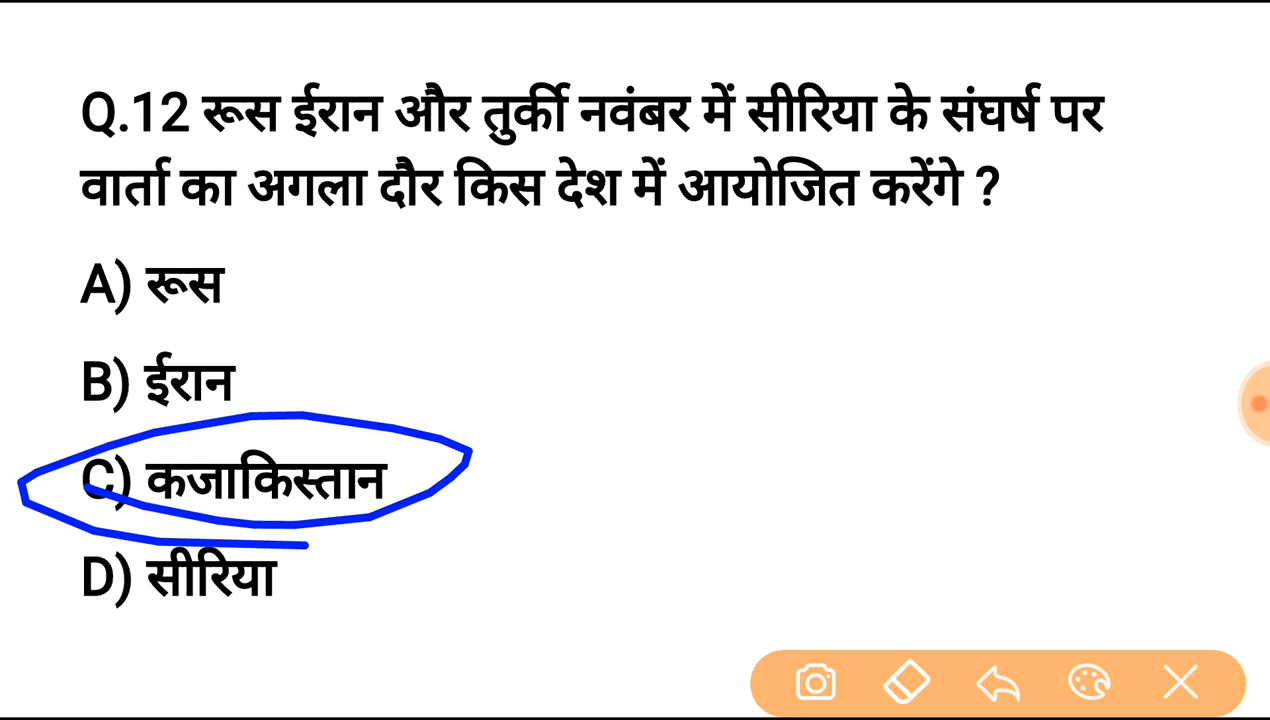 Q.12 रूस ईरान और तुर्की नवंबर में सीरिया के संघर्ष पर
वार्ता का अगला दौर किस देश में आयोजित करेंगे ?
A) रूस
B) ईरान
C) कजाकिस्तान
D) सीरिया